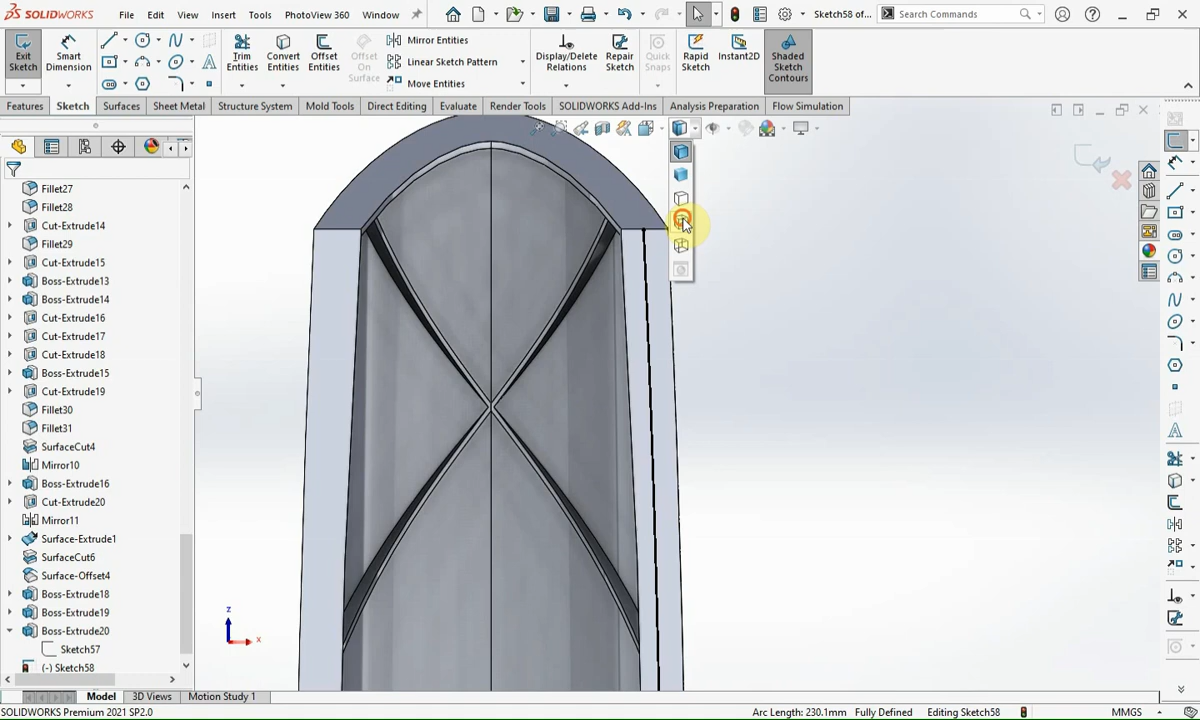 SOLIDWORKS File Edit View Insert Tools PhotoView 360 Window Sketch58 of... Search Commands
Exit Sketch
Smart Dimension
Trim Entities
Convert Entities
Offset Entities
Offset On Surface
Mirror Entities
Linear Sketch Pattern
Move Entities
Display/Delete Relations
Repair Sketch
Quick Snaps
Rapid Sketch
Instant2D
Shaded Sketch Contours
Features Sketch Surfaces Sheet Metal Structure System Mold Tools Direct Editing Evaluate Render Tools SOLIDWORKS Add-Ins Analysis Preparation Flow Simulation
Fillet27
Fillet28
Cut-Extrude14
Fillet29
Cut-Extrude15
Boss-Extrude13
Boss-Extrude14
Cut-Extrude16
Cut-Extrude17
Cut-Extrude18
Boss-Extrude15
Cut-Extrude19
Fillet30
Fillet31
SurfaceCut4
Mirror10
Boss-Extrude16
Cut-Extrude20
Mirror11
Surface-Extrude1
SurfaceCut6
Surface-Offset4
Boss-Extrude18
Boss-Extrude19
Boss-Extrude20
Sketch57
(-) Sketch58
z
x
Model 3D Views Motion Study 1
SOLIDWORKS Premium 2021 SP2.0 Arc Length: 230.1mm Fully Defined Editing Sketch58 MMGS